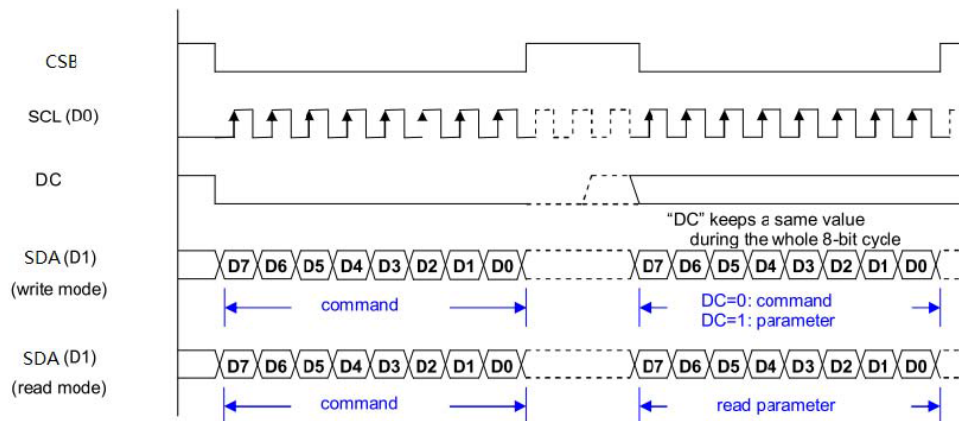 CSB
SCL (D0)
DC
"DC" keeps a same value
during the whole 8-bit cycle
SDA (D1)
(write mode)
D7 D6 D5 D4 D3 D2 D1 D0 D7 D6 D5 D4 D3 D2 D1 D0
command
DC=0: command
DC=1: parameter
SDA (D1)
(read mode)
D7 D6 D5 D4 D3 D2 D1 D0 D7 D6 D5 D4 D3 D2 D1 D0
command read parameter